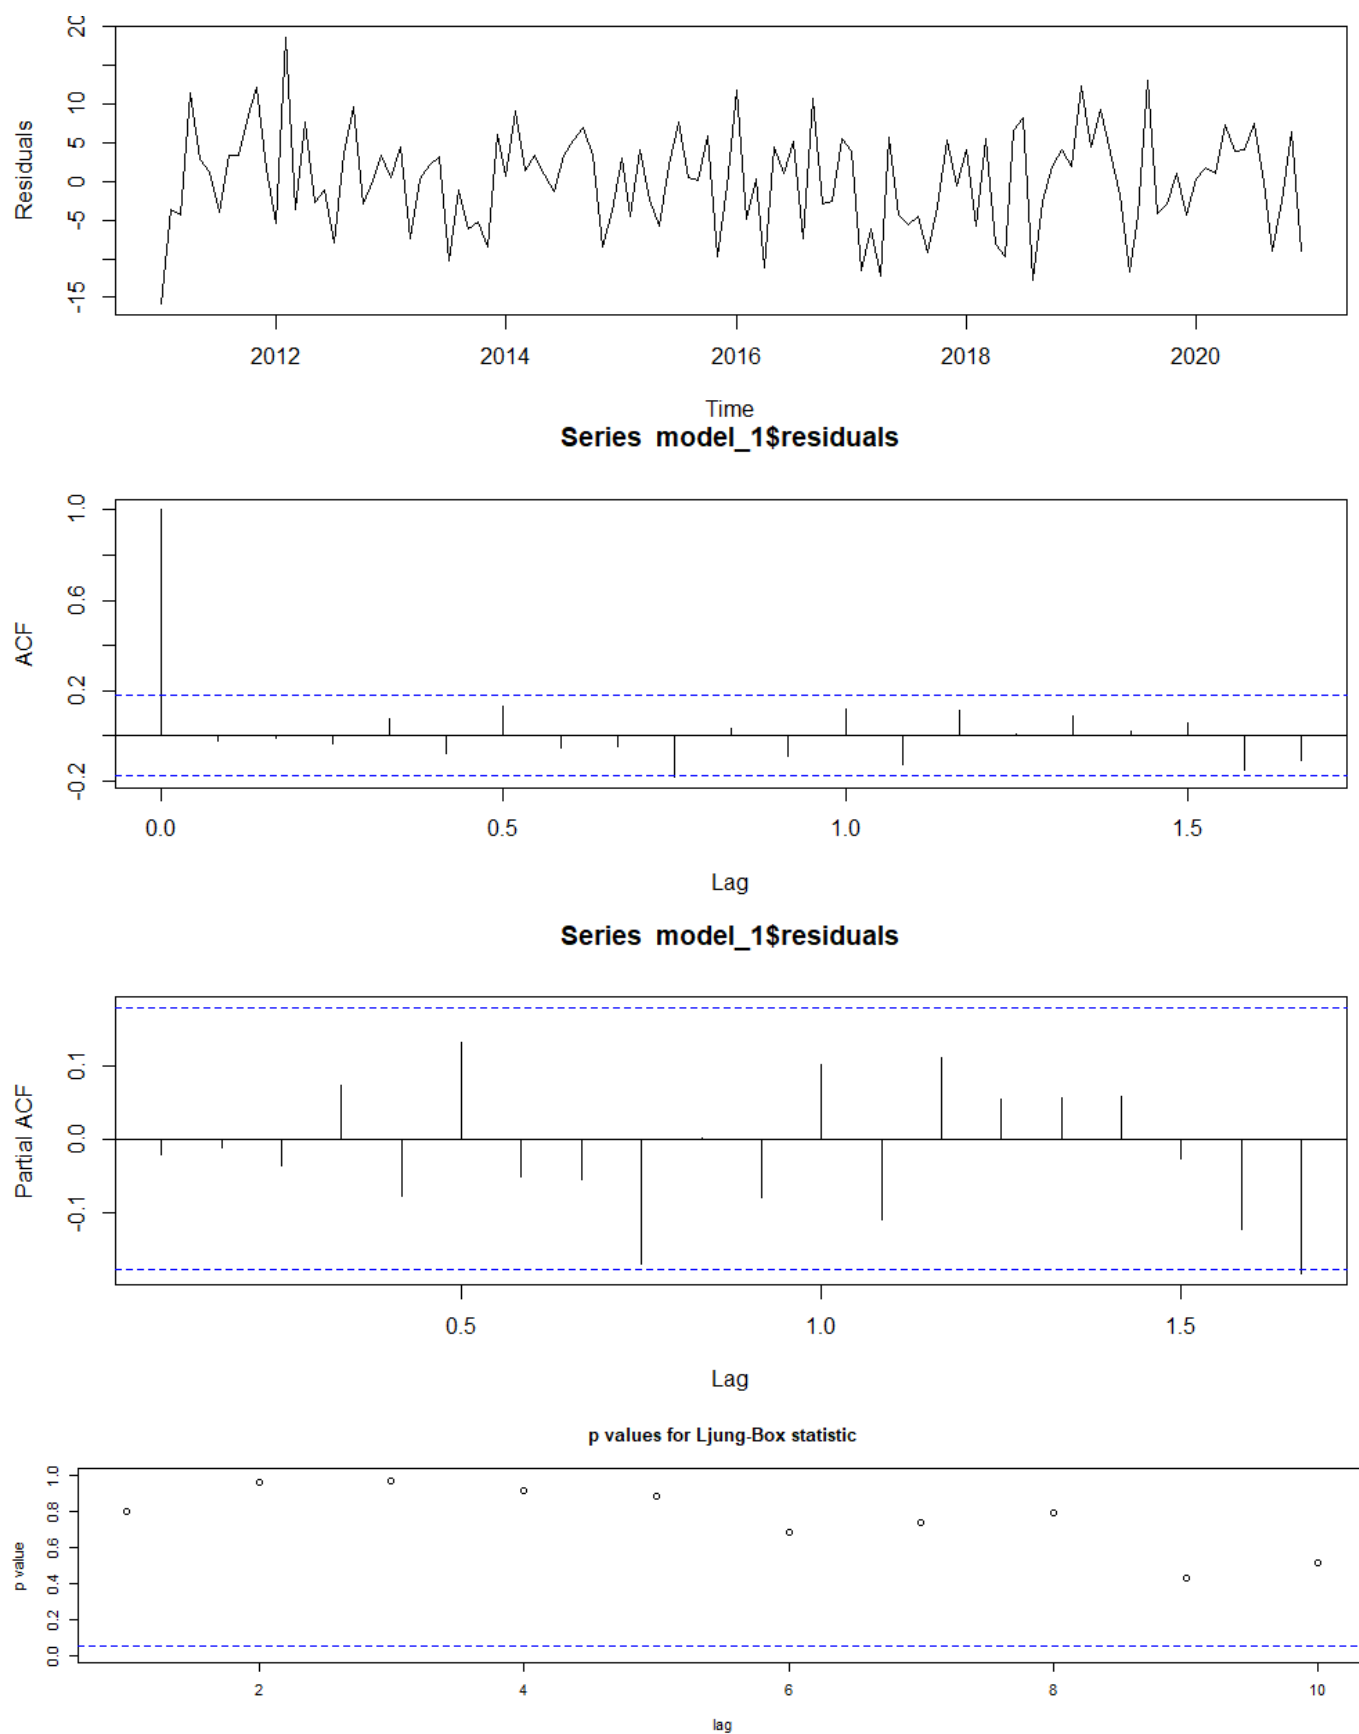 Residuals
20
10
5
0
-5
-15
2012 2014 2016 2018 2020
Time
Series model_1$residuals
ACF
1.0
0.6
0.2
-0.2
0.0 0.5 1.0 1.5
Lag
Series model_1$residuals
Partial ACF
0.1
0.0
-0.1
0.5 1.0 1.5
Lag
p values for Ljung-Box statistic
p value
1.0
0.8
0.6
0.4
0.2
0.0
2 4 6 8 10
lag